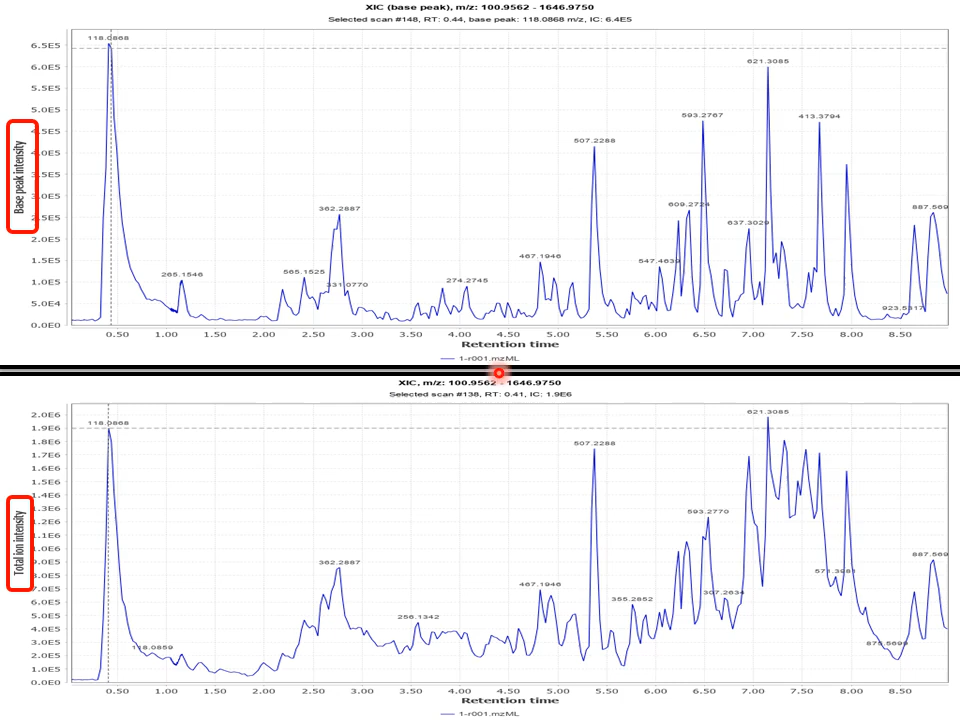 XIC (base peak), m/z: 100.9562 - 1646.9750
Selected scan #148, RT: 0.44, base peak: 118.0868 m/z, IC: 6.4E5
Base peak intensity
6.5E5
6.0E5
5.5E5
5.0E5
4.5E5
4.0E5
3.5E5
3.0E5
2.5E5
2.0E5
1.5E5
1.0E5
5.0E4
0.0E0
118.0868
265.1546
565.1525
362.2887
331.0770
274.2745
467.1946
507.2288
547.4639
609.2724
593.2767
637.3029
621.3085
413.3794
923.5317
887.569
0.50 1.00 1.50 2.00 2.50 3.00 3.50 4.00 4.50 5.00 5.50 6.00 6.50 7.00 7.50 8.00 8.50
Retention time
1-r001.mzML
XIC, m/z: 100.9562 - 1646.9750
Selected scan #138, RT: 0.41, IC: 1.9E6
Total ion intensity
2.0E6
1.9E6
1.8E6
1.7E6
1.6E6
1.5E6
1.4E6
1.3E6
1.2E6
1.1E6
1.0E6
9.0E5
8.0E5
7.0E5
6.0E5
5.0E5
4.0E5
3.0E5
2.0E5
1.0E5
0.0E0
118.0868
118.0859
362.2887
256.1342
467.1946
507.2288
355.2852
593.2770
307.2634
621.3085
571.3981
875.5699
887.569
0.50 1.00 1.50 2.00 2.50 3.00 3.50 4.00 4.50 5.00 5.50 6.00 6.50 7.00 7.50 8.00 8.50
Retention time
1-r001.mzML